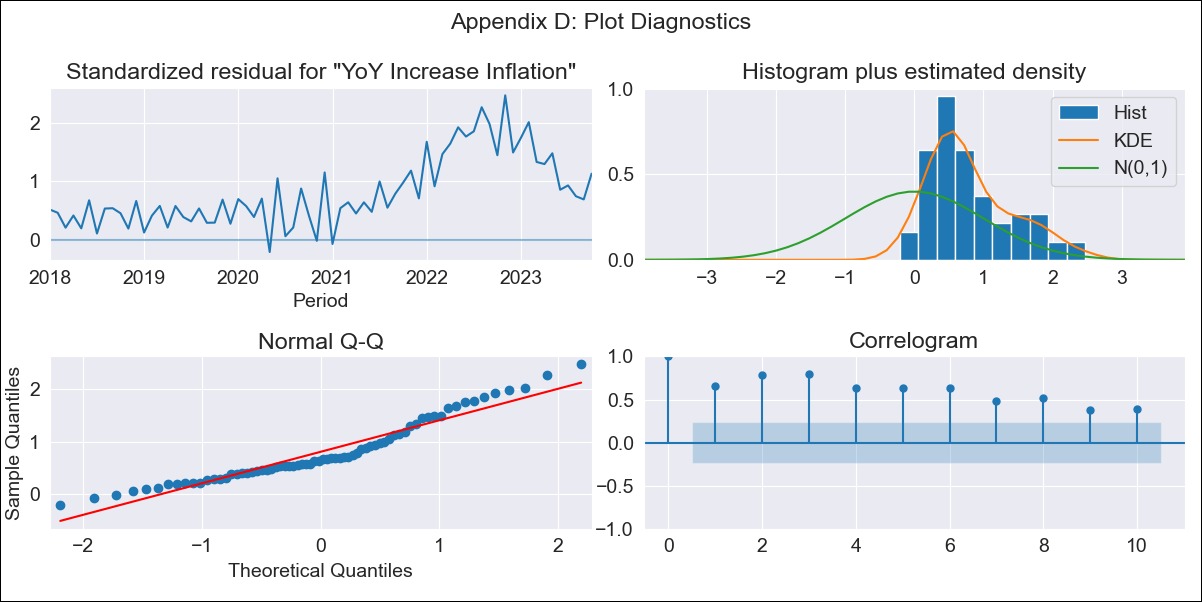 Appendix D: Plot Diagnostics
Standardized residual for "YoY Increase Inflation"
2
1
0
2018 2019 2020 2021 2022 2023
Period
Histogram plus estimated density
1.0
0.5
0.0
Hist
KDE
N(0,1)
−3 −2 −1 0 1 2 3
Normal Q-Q
Sample Quantiles
2
1
0
−2 −1 0 1 2
Theoretical Quantiles
Correlogram
1.0
0.5
0.0
−0.5
−1.0
0 2 4 6 8 10